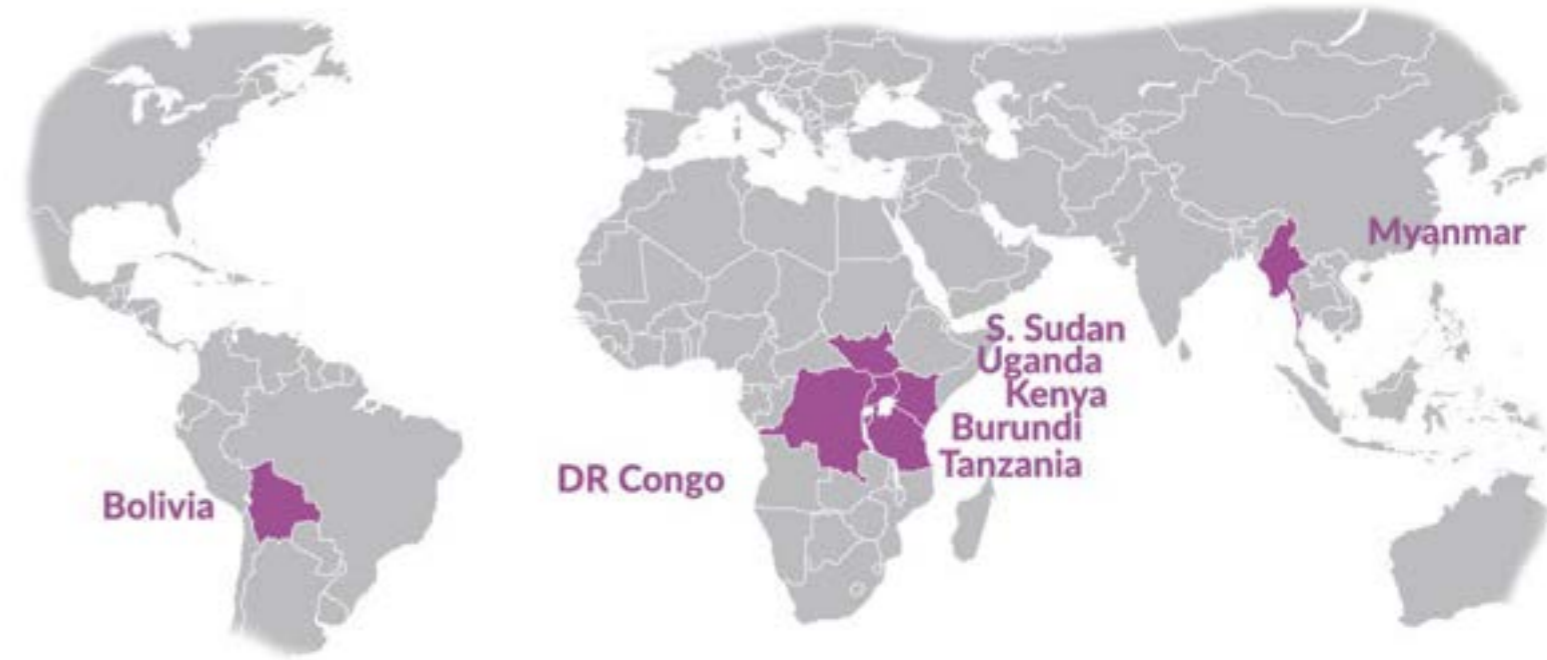 Myanmar
S. Sudan
Uganda
Kenya
Burundi
Tanzania
DR Congo
Bolivia